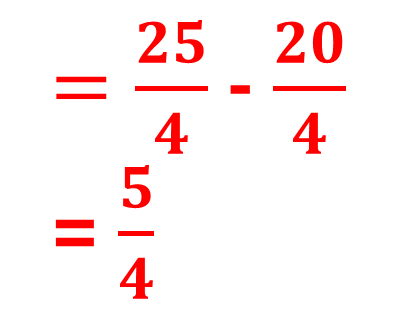 = 25/4 - 20/4
= 5/4